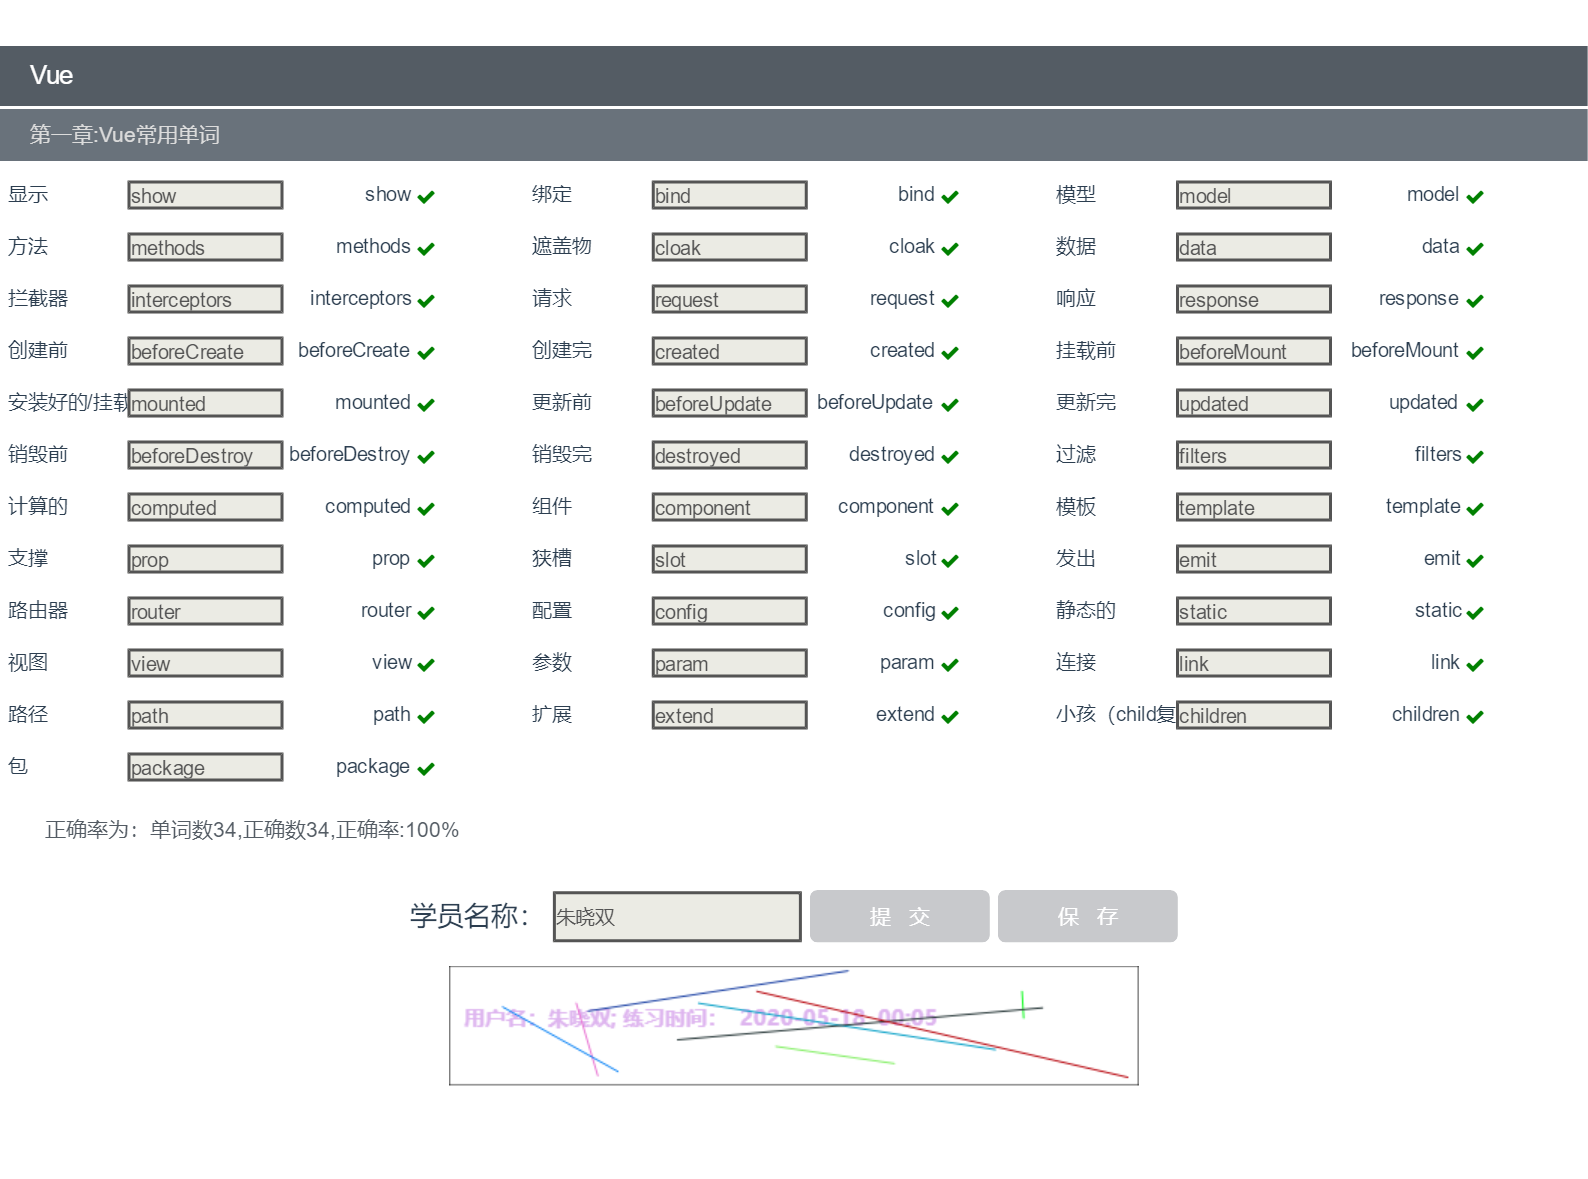 Vue
第一章:Vue常用单词
显示 show show 绑定 bind bind 模型 model model
方法 methods methods 遮盖物 cloak cloak 数据 data data
拦截器 interceptors interceptors 请求 request request 响应 response response
创建前 beforeCreate beforeCreate 创建完 created created 挂载前 beforeMount beforeMount
安装好的/挂载 mounted mounted 更新前 beforeUpdate beforeUpdate 更新完 updated updated
销毁前 beforeDestroy beforeDestroy 销毁完 destroyed destroyed 过滤 filters filters
计算的 computed computed 组件 component component 模板 template template
支撑 prop prop 狭槽 slot slot 发出 emit emit
路由器 router router 配置 config config 静态的 static static
视图 view view 参数 param param 连接 link link
路径 path path 扩展 extend extend 小孩（child复 children children
包 package package
正确率为：单词数34,正确数34,正确率:100%
学员名称： 朱晓双 提 交 保 存
用户名：朱晓双; 练习时间： 2020-05-18 00:05